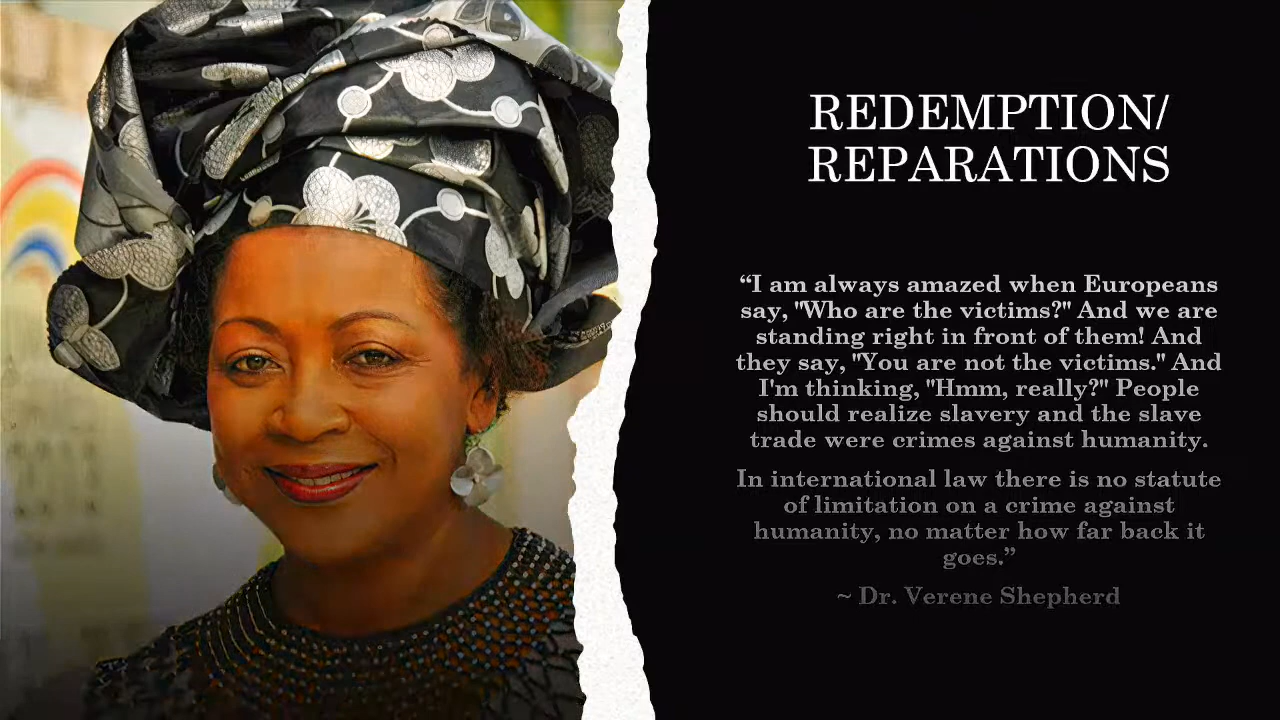 REDEMPTION/
REPARATIONS
“I am always amazed when Europeans
say, "Who are the victims?" And we are
standing right in front of them! And
they say, "You are not the victims." And
I'm thinking, "Hmm, really?" People
should realize slavery and the slave
trade were crimes against humanity.
In international law there is no statute
of limitation on a crime against
humanity, no matter how far back it
goes.”
~ Dr. Verene Shepherd